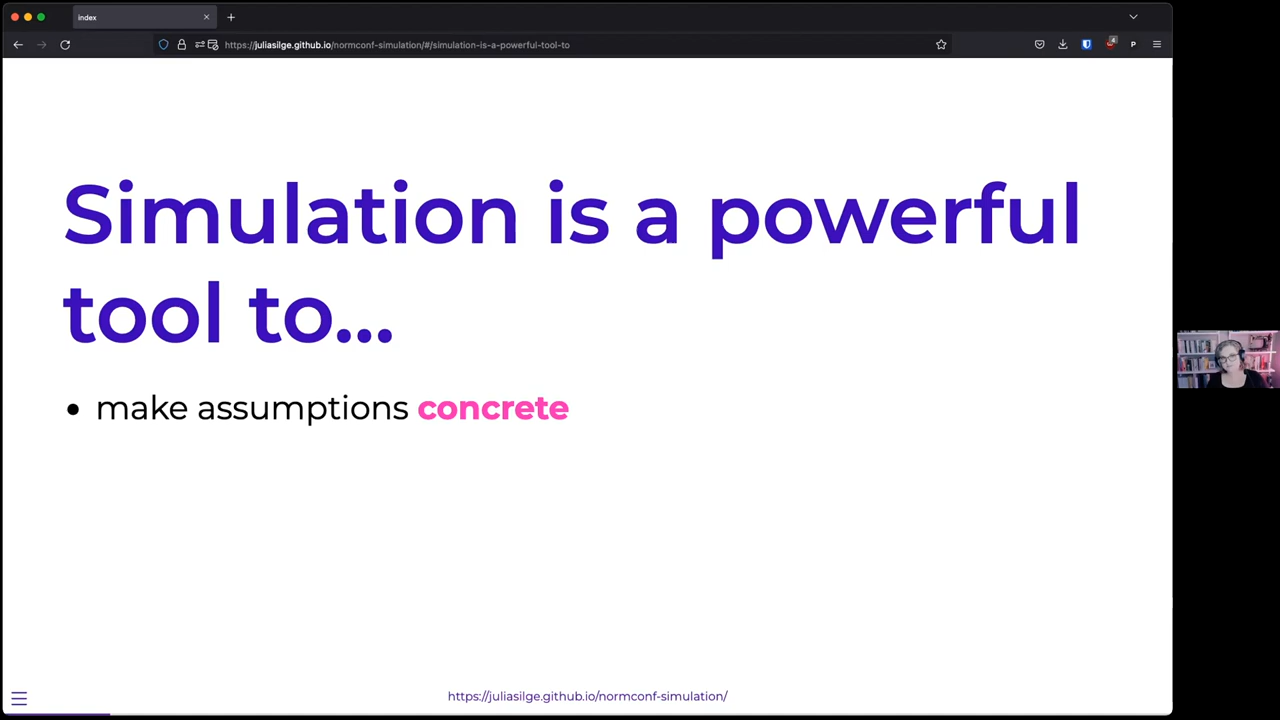 index
https://juliasilge.github.io/normconf-simulation/#/simulation-is-a-powerful-tool-to
4
P
Simulation is a powerful
tool to...
• make assumptions concrete
https://juliasilge.github.io/normconf-simulation/